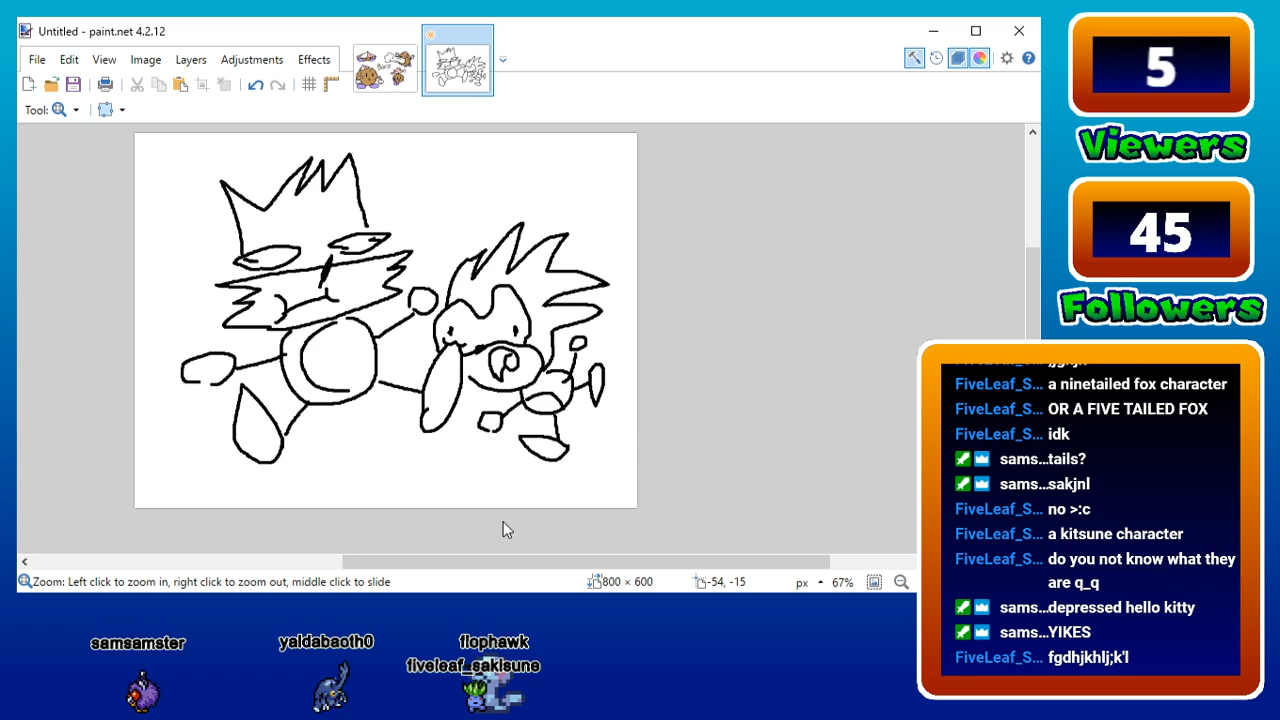 Untitled - paint.net 4.2.12
File Edit View Image Layers Adjustments Effects
Tool:
5
Viewers
45
Followers
FiveLeaf_S... a ninetailed fox character
FiveLeaf_S... OR A FIVE TAILED FOX
FiveLeaf_S... idk
sams...tails?
sams...sakjnl
FiveLeaf_S... no >:c
FiveLeaf_S... a kitsune character
FiveLeaf_S... do you not know what they
are q_q
sams...depressed hello kitty
sams...YIKES
FiveLeaf_S... fgdhjkhlj;k'l
Zoom: Left click to zoom in, right click to zoom out, middle click to slide
800 × 600
-54, -15
px
67%
samsamster
yaldabaoth0
flophawk
fiveleaf_sakisune